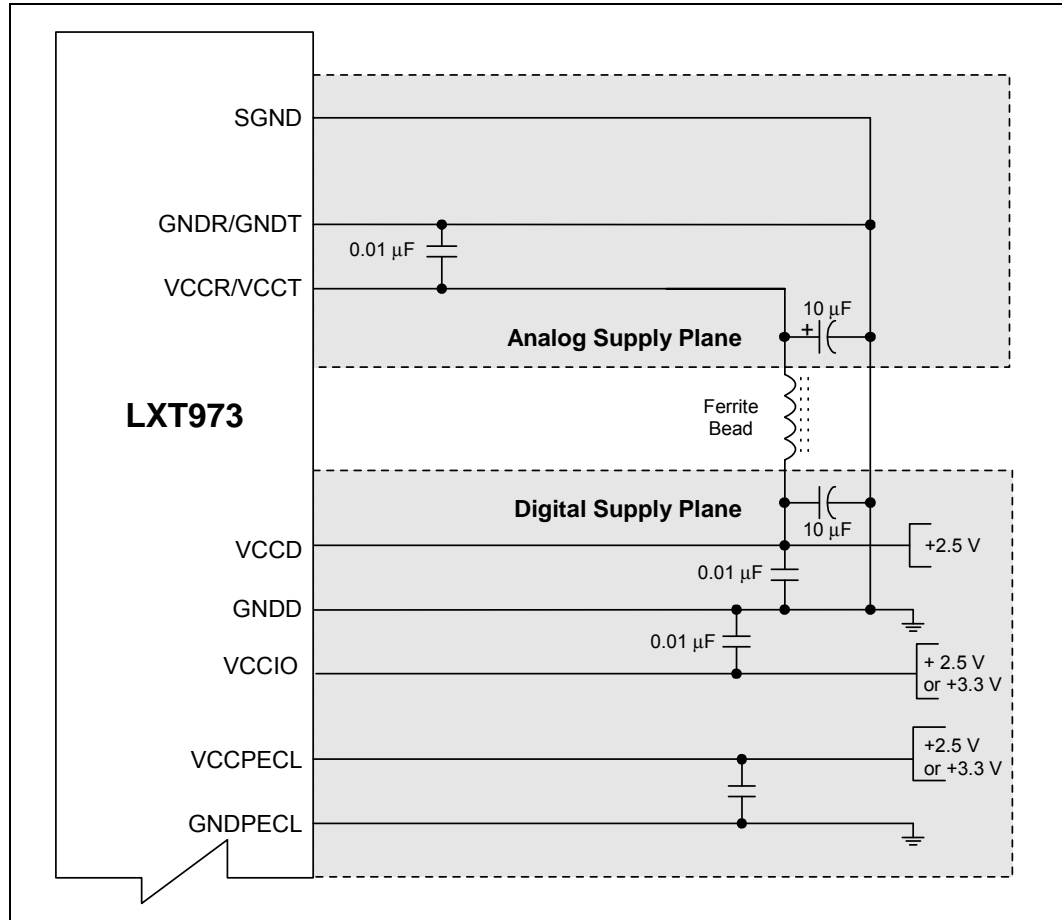 SGND
GNDR/GNDT
0.01 μF
VCCR/VCCT
10 μF
+
Analog Supply Plane
LXT973
Ferrite
Bead
Digital Supply Plane
10 μF
VCCD
+2.5 V
0.01 μF
GNDD
0.01 μF
VCCIO
+ 2.5 V
or +3.3 V
VCCPECL
+2.5 V
or +3.3 V
GNDPECL